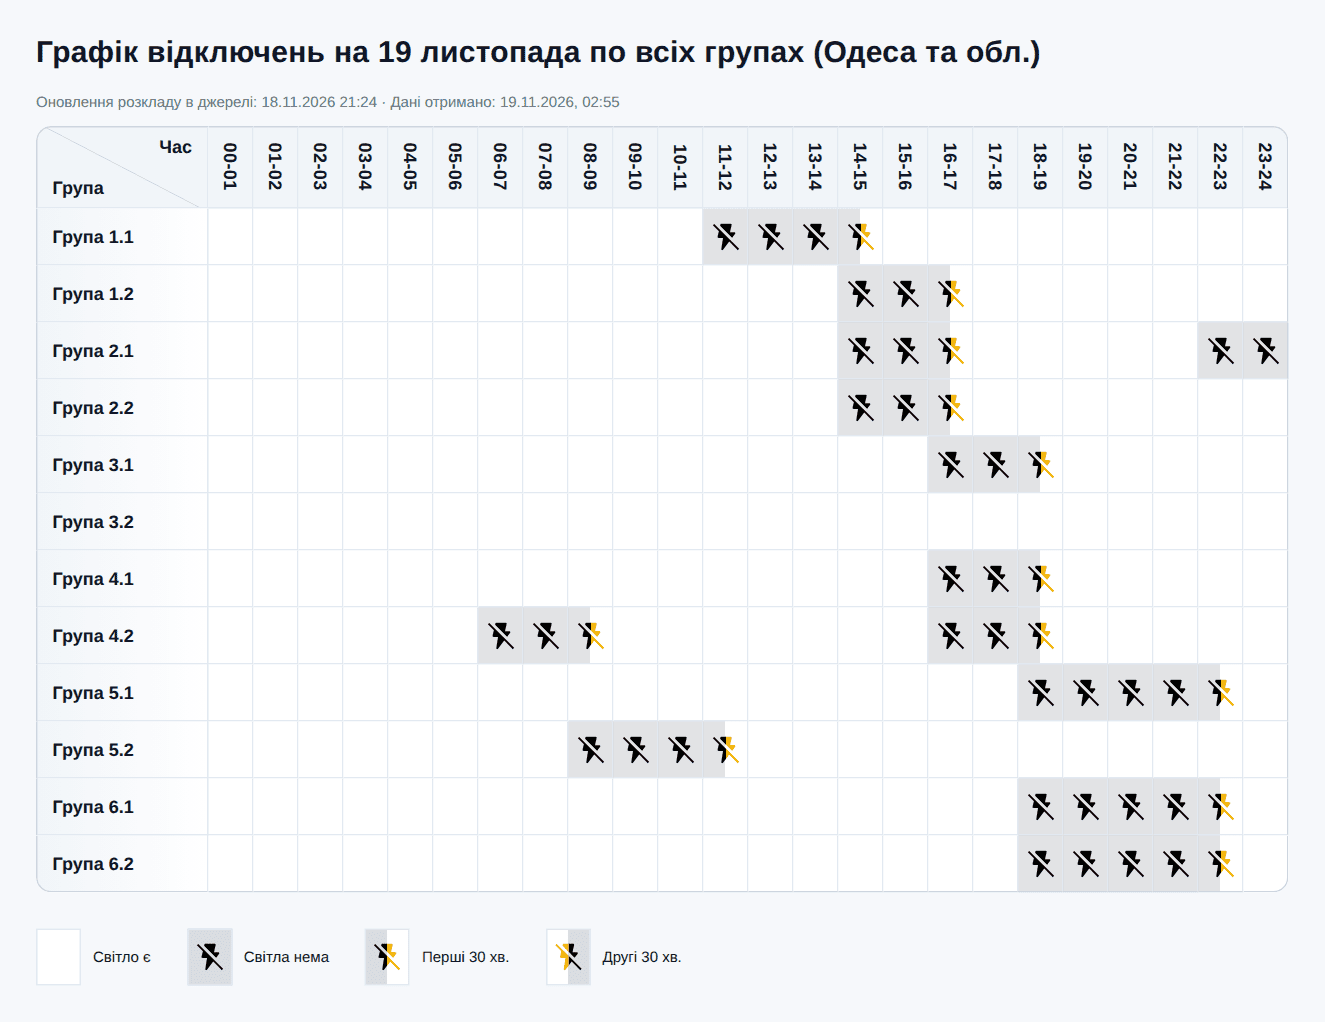 Графік відключень на 19 листопада по всіх групах (Одеса та обл.)
Оновлення розкладу в джерелі: 18.11.2026 21:24 · Дані отримано: 19.11.2026, 02:55
Час
Група
00-01 01-02 02-03 03-04 04-05 05-06 06-07 07-08 08-09 09-10 10-11 11-12 12-13 13-14 14-15 15-16 16-17 17-18 18-19 19-20 20-21 21-22 22-23 23-24
Група 1.1
Група 1.2
Група 2.1
Група 2.2
Група 3.1
Група 3.2
Група 4.1
Група 4.2
Група 5.1
Група 5.2
Група 6.1
Група 6.2
Світло є
Світла нема
Перші 30 хв.
Другі 30 хв.